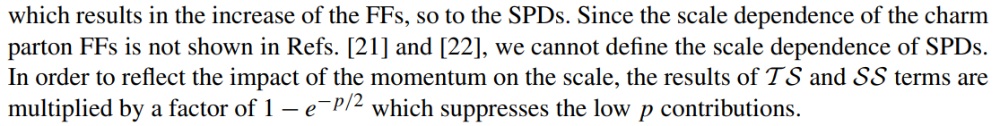 which results in the increase of the FFs, so to the SPDs. Since the scale dependence of the charm
parton FFs is not shown in Refs. [21] and [22], we cannot define the scale dependence of SPDs.
In order to reflect the impact of the momentum on the scale, the results of 𝒯𝒮 and 𝒮𝒮 terms are
multiplied by a factor of 1 − e^{−p/2} which suppresses the low p contributions.